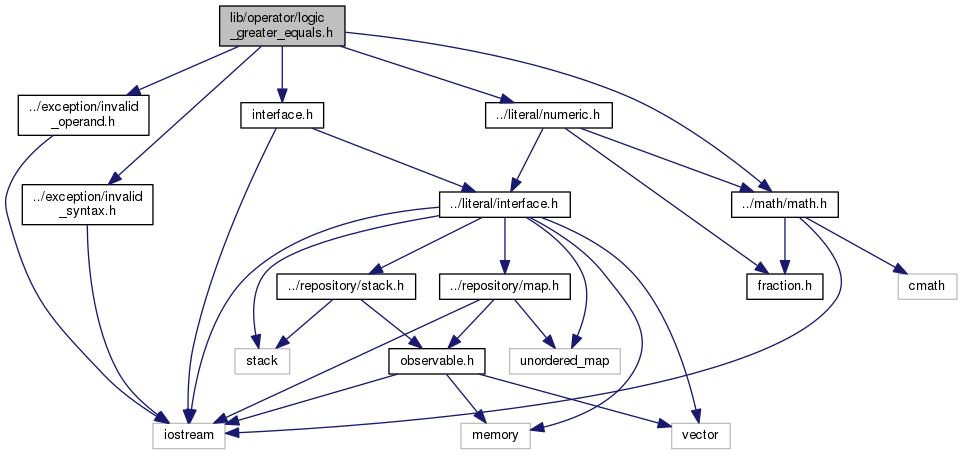 lib/operator/logic
_greater_equals.h
../exception/invalid
_operand.h
interface.h
../literal/numeric.h
../exception/invalid
_syntax.h
../literal/interface.h
../math/math.h
../repository/stack.h
../repository/map.h
fraction.h
cmath
stack
observable.h
unordered_map
iostream
memory
vector